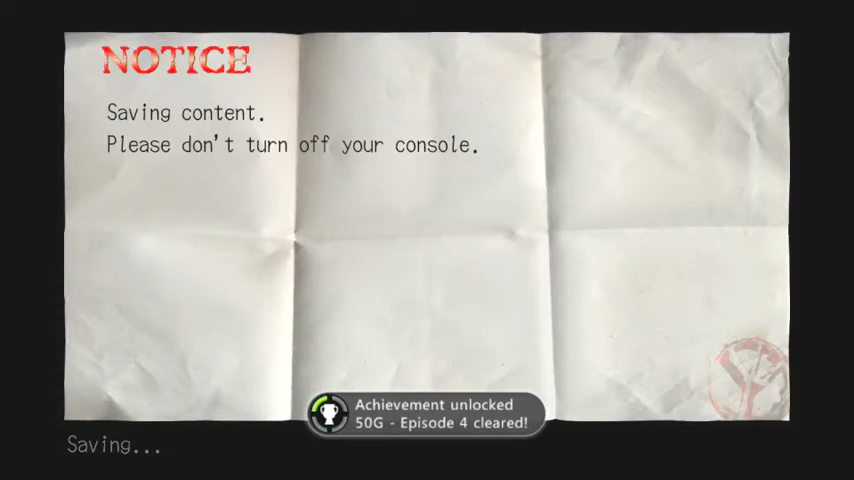 NOTICE
Saving content.
Please don't turn off your console.
Achievement unlocked
50G - Episode 4 cleared!
Saving...